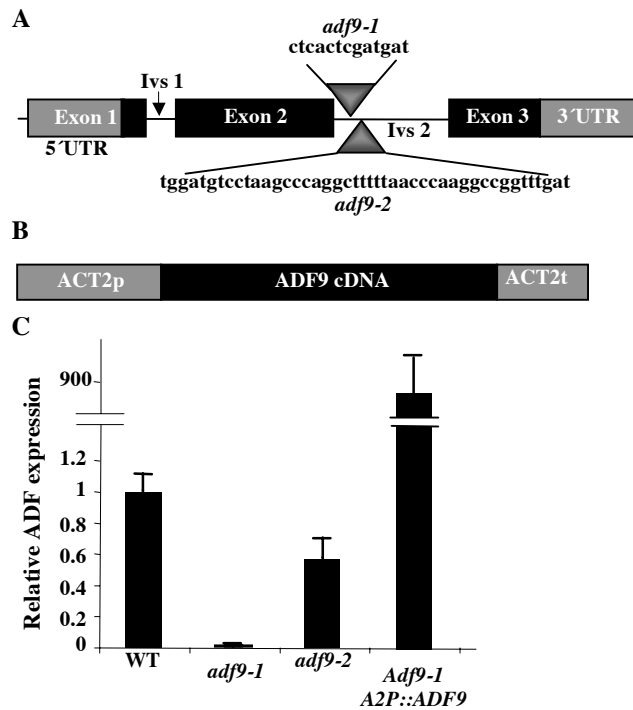 A
adf9-1
ctcactcgatgat
Ivs 1
Exon 1
Exon 2
Ivs 2
Exon 3
3´UTR
5´UTR
tggatgtcctaagcccaggctttttaacccaaggccggtttgat
adf9-2
B
ACT2p
ADF9 cDNA
ACT2t
C
Relative ADF expression
900
1.2
1
0.8
0.6
0.4
0.2
0
WT
adf9-1
adf9-2
Adf9-1
A2P::ADF9